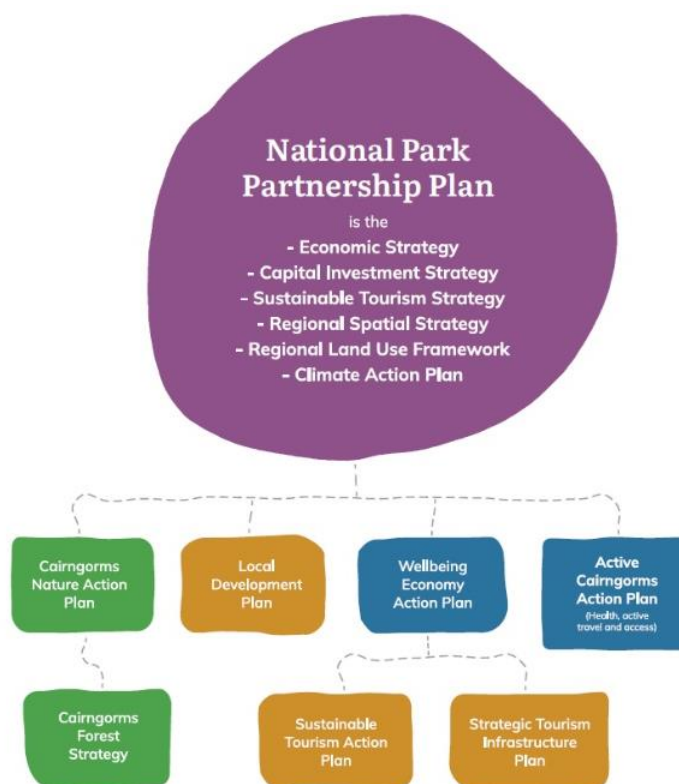 National Park
Partnership Plan
is the
- Economic Strategy
- Capital Investment Strategy
- Sustainable Tourism Strategy
- Regional Spatial Strategy
- Regional Land Use Framework
- Climate Action Plan
Cairngorms
Nature Action
Plan
Local
Development
Plan
Wellbeing
Economy
Action Plan
Active
Cairngorms
Action Plan
(Health, active
travel and access)
Cairngorms
Forest
Strategy
Sustainable
Tourism Action
Plan
Strategic Tourism
Infrastructure
Plan